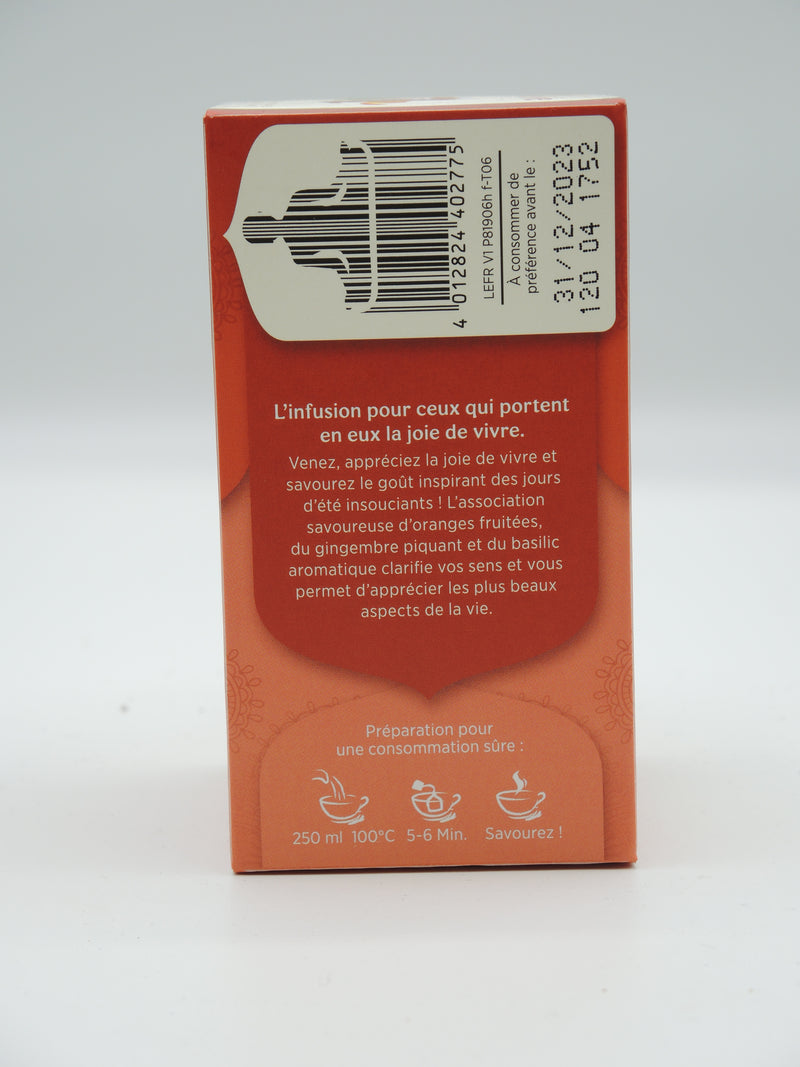 4 012824 402775
LEFR V1 P81906h f-T06
À consommer de
préférence avant le :
31/12/2023
120 04 1752
L'infusion pour ceux qui portent
en eux la joie de vivre.
Venez, appréciez la joie de vivre et
savourez le goût inspirant des jours
d'été insouciants ! L'association
savoureuse d'oranges fruitées,
du gingembre piquant et du basilic
aromatique clarifie vos sens et vous
permet d'apprécier les plus beaux
aspects de la vie.
Préparation pour
une consommation sûre :
250 ml 100°C 5-6 Min. Savourez !